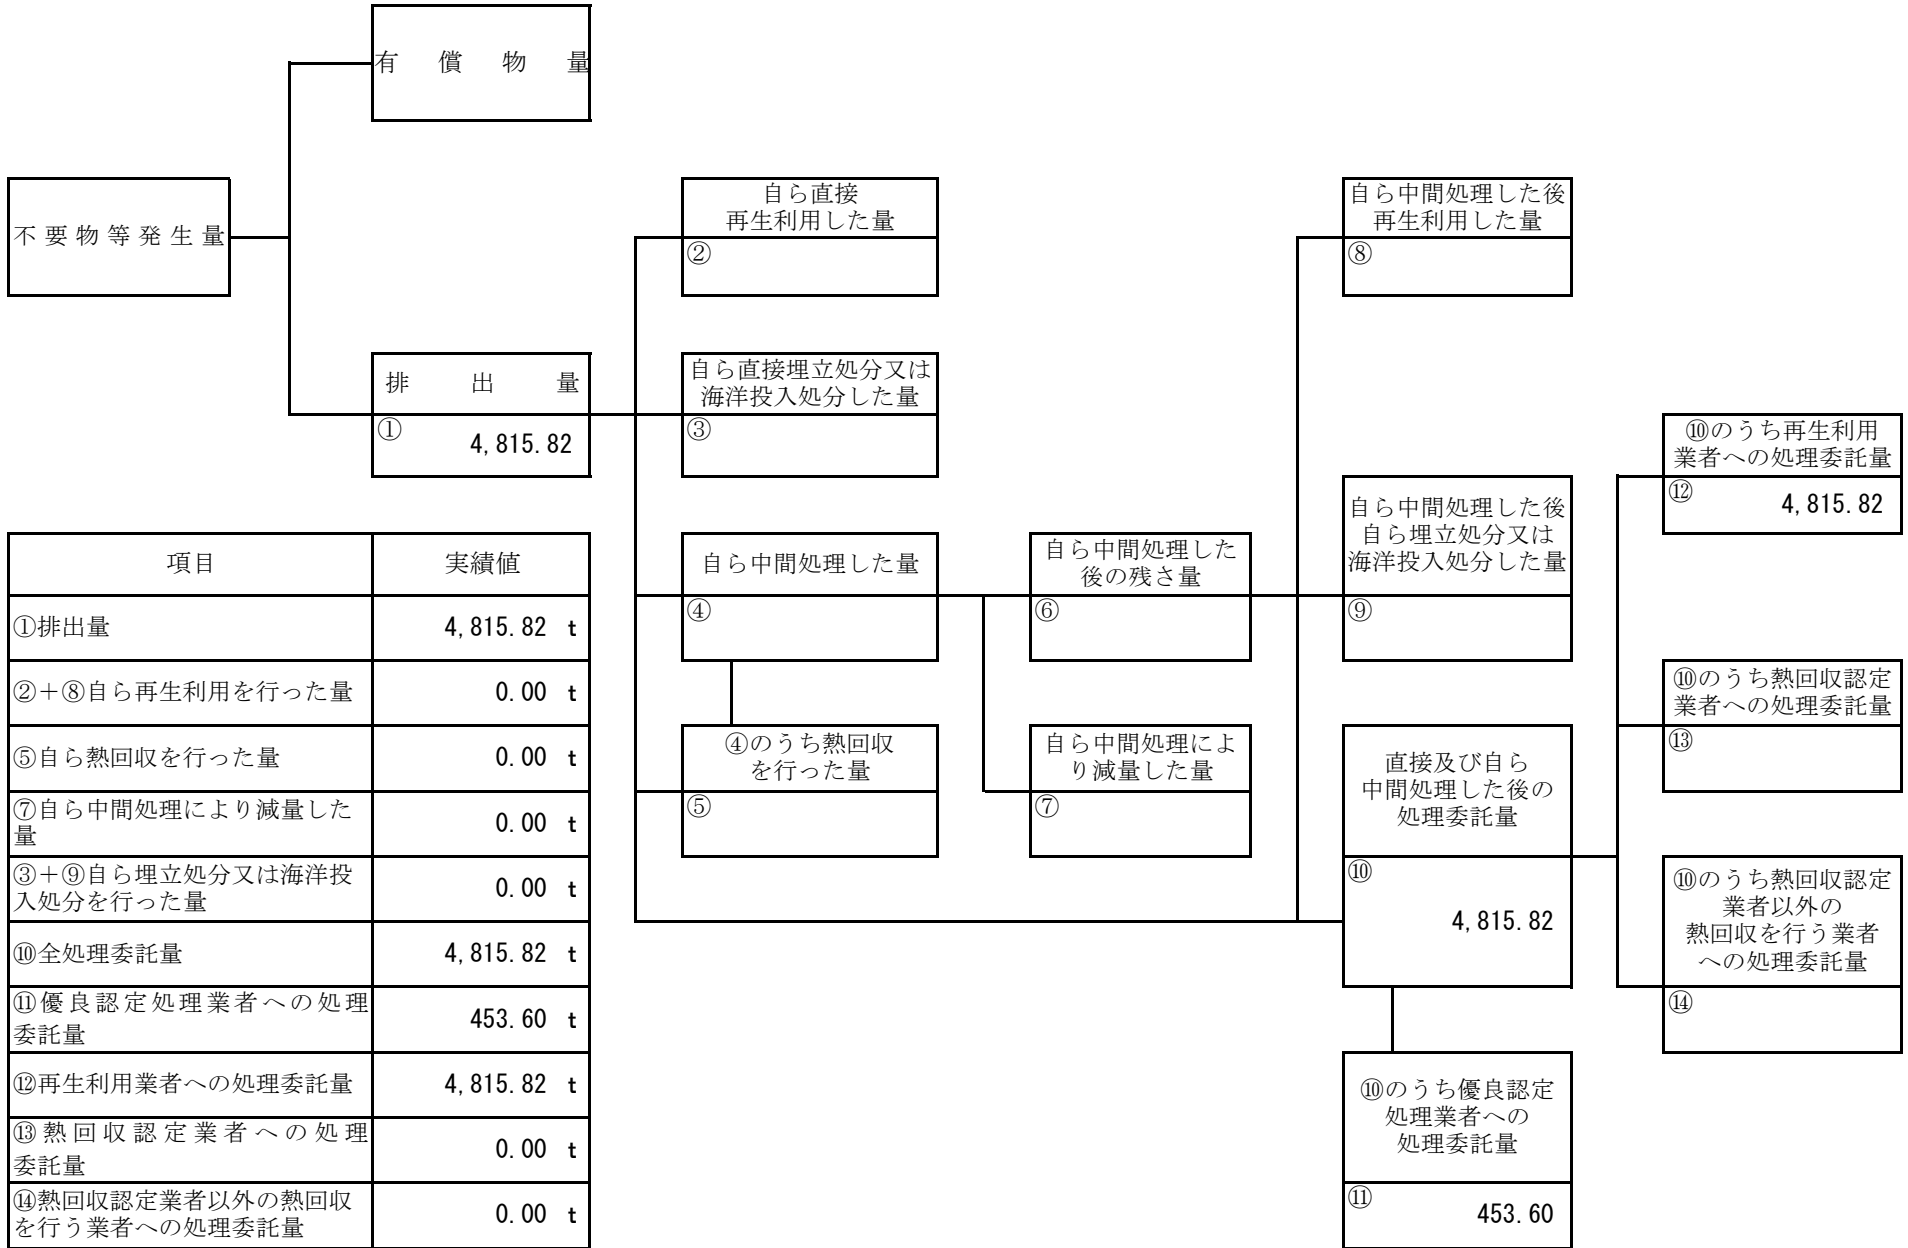 有償物量
不要物等発生量
排出量
①
4,815.82
自ら直接
再生利用した量
②
自ら直接埋立処分又は
海洋投入処分した量
③
自ら中間処理した量
④
④のうち熱回収
を行った量
⑤
自ら中間処理した
後の残さ量
⑥
自ら中間処理によ
り減量した量
⑦
自ら中間処理した後
再生利用した量
⑧
自ら中間処理した後
自ら埋立処分又は
海洋投入処分した量
⑨
直接及び自ら
中間処理した後の
処理委託量
⑩
4,815.82
⑩のうち優良認定
処理業者への
処理委託量
⑪
453.60
⑩のうち再生利用
業者への処理委託量
⑫
4,815.82
⑩のうち熱回収認定
業者への処理委託量
⑬
⑩のうち熱回収認定
業者以外の
熱回収を行う業者
への処理委託量
⑭
項目 実績値
①排出量 4,815.82 t
②+⑧自ら再生利用を行った量 0.00 t
⑤自ら熱回収を行った量 0.00 t
⑦自ら中間処理により減量した
量 0.00 t
③+⑨自ら埋立処分又は海洋投
入処分を行った量 0.00 t
⑩全処理委託量 4,815.82 t
⑪優良認定処理業者への処理
委託量 453.60 t
⑫再生利用業者への処理委託量 4,815.82 t
⑬熱回収認定業者への処理
委託量 0.00 t
⑭熱回収認定業者以外の熱回収
を行う業者への処理委託量 0.00 t